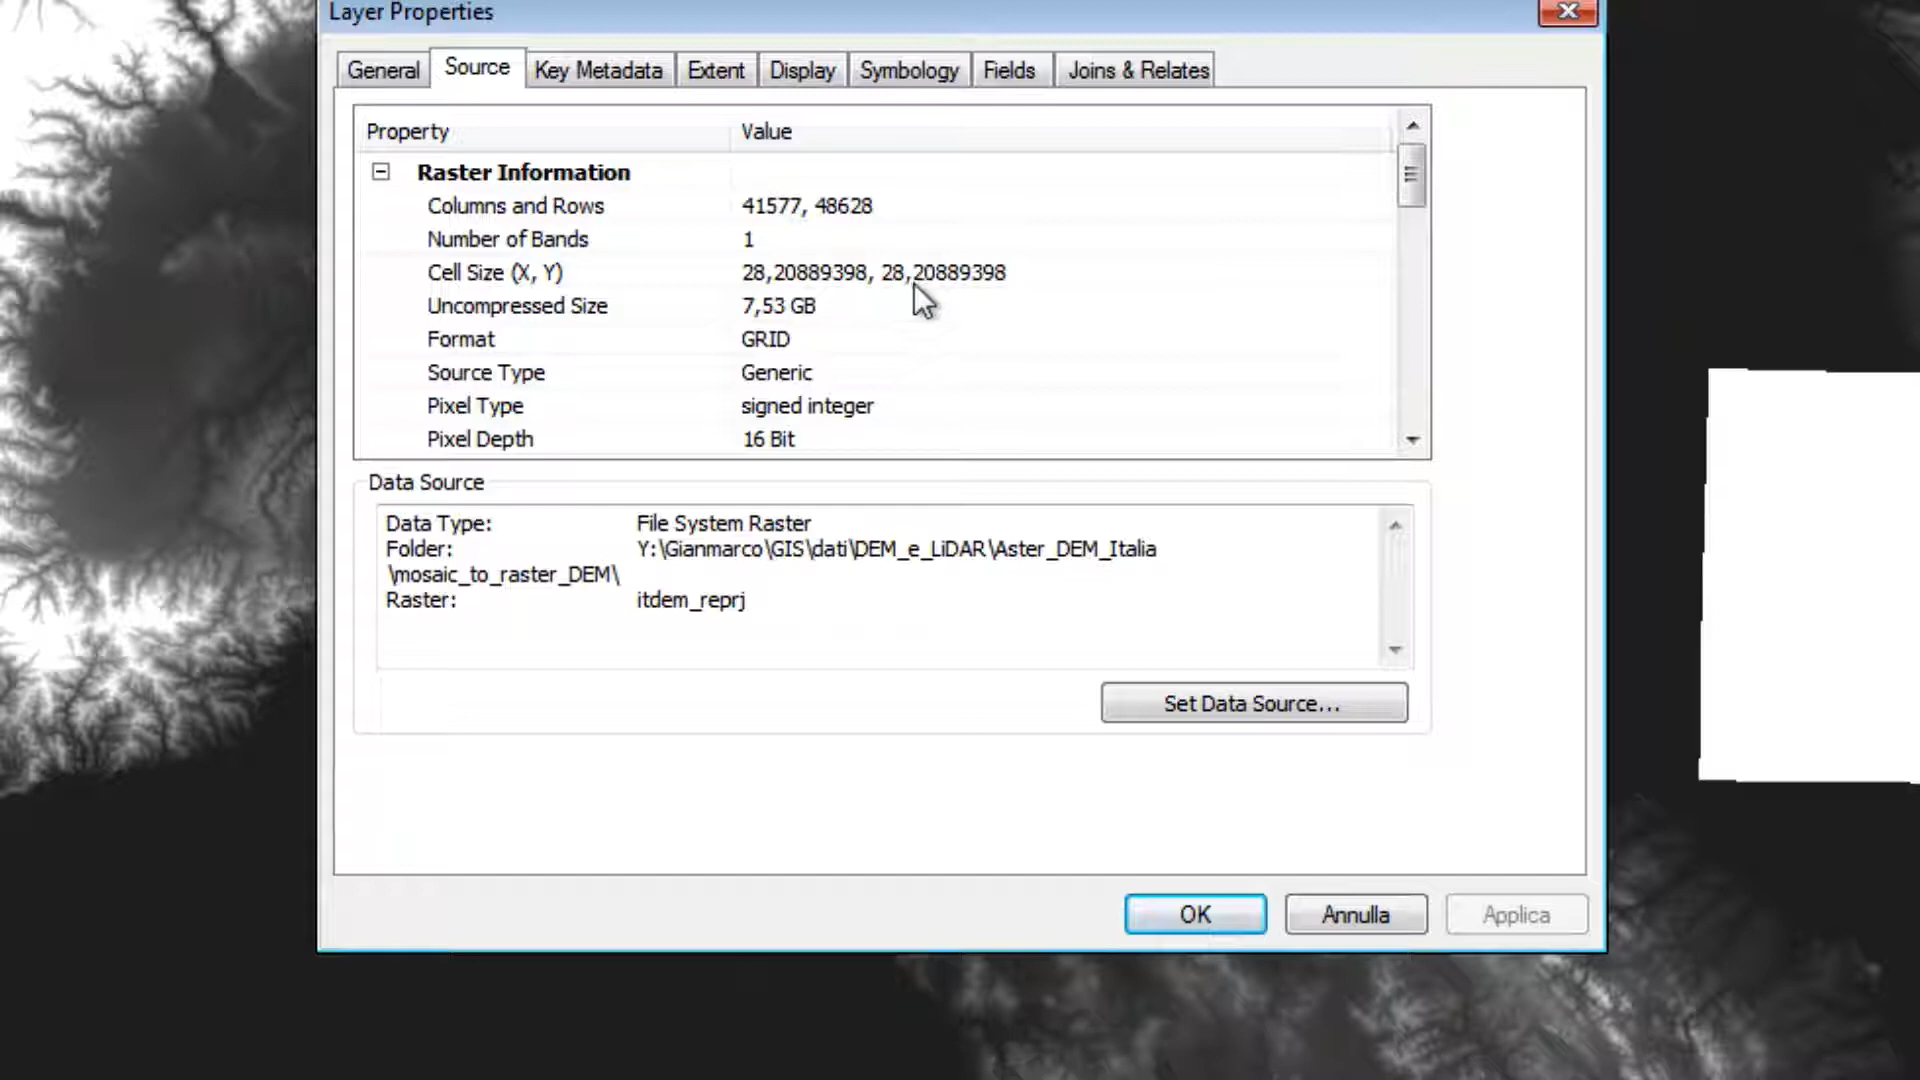 Layer Properties
General Source Key Metadata Extent Display Symbology Fields Joins & Relates
Property Value
Raster Information
Columns and Rows 41577, 48628
Number of Bands 1
Cell Size (X, Y) 28,20889398, 28,20889398
Uncompressed Size 7,53 GB
Format GRID
Source Type Generic
Pixel Type signed integer
Pixel Depth 16 Bit
Data Source
Data Type: File System Raster
Folder: Y:\Gianmarco\GIS\dati\DEM_e_LiDAR\Aster_DEM_Italia
\mosaic_to_raster_DEM\
Raster: itdem_reprj
Set Data Source...
OK Annulla Applica